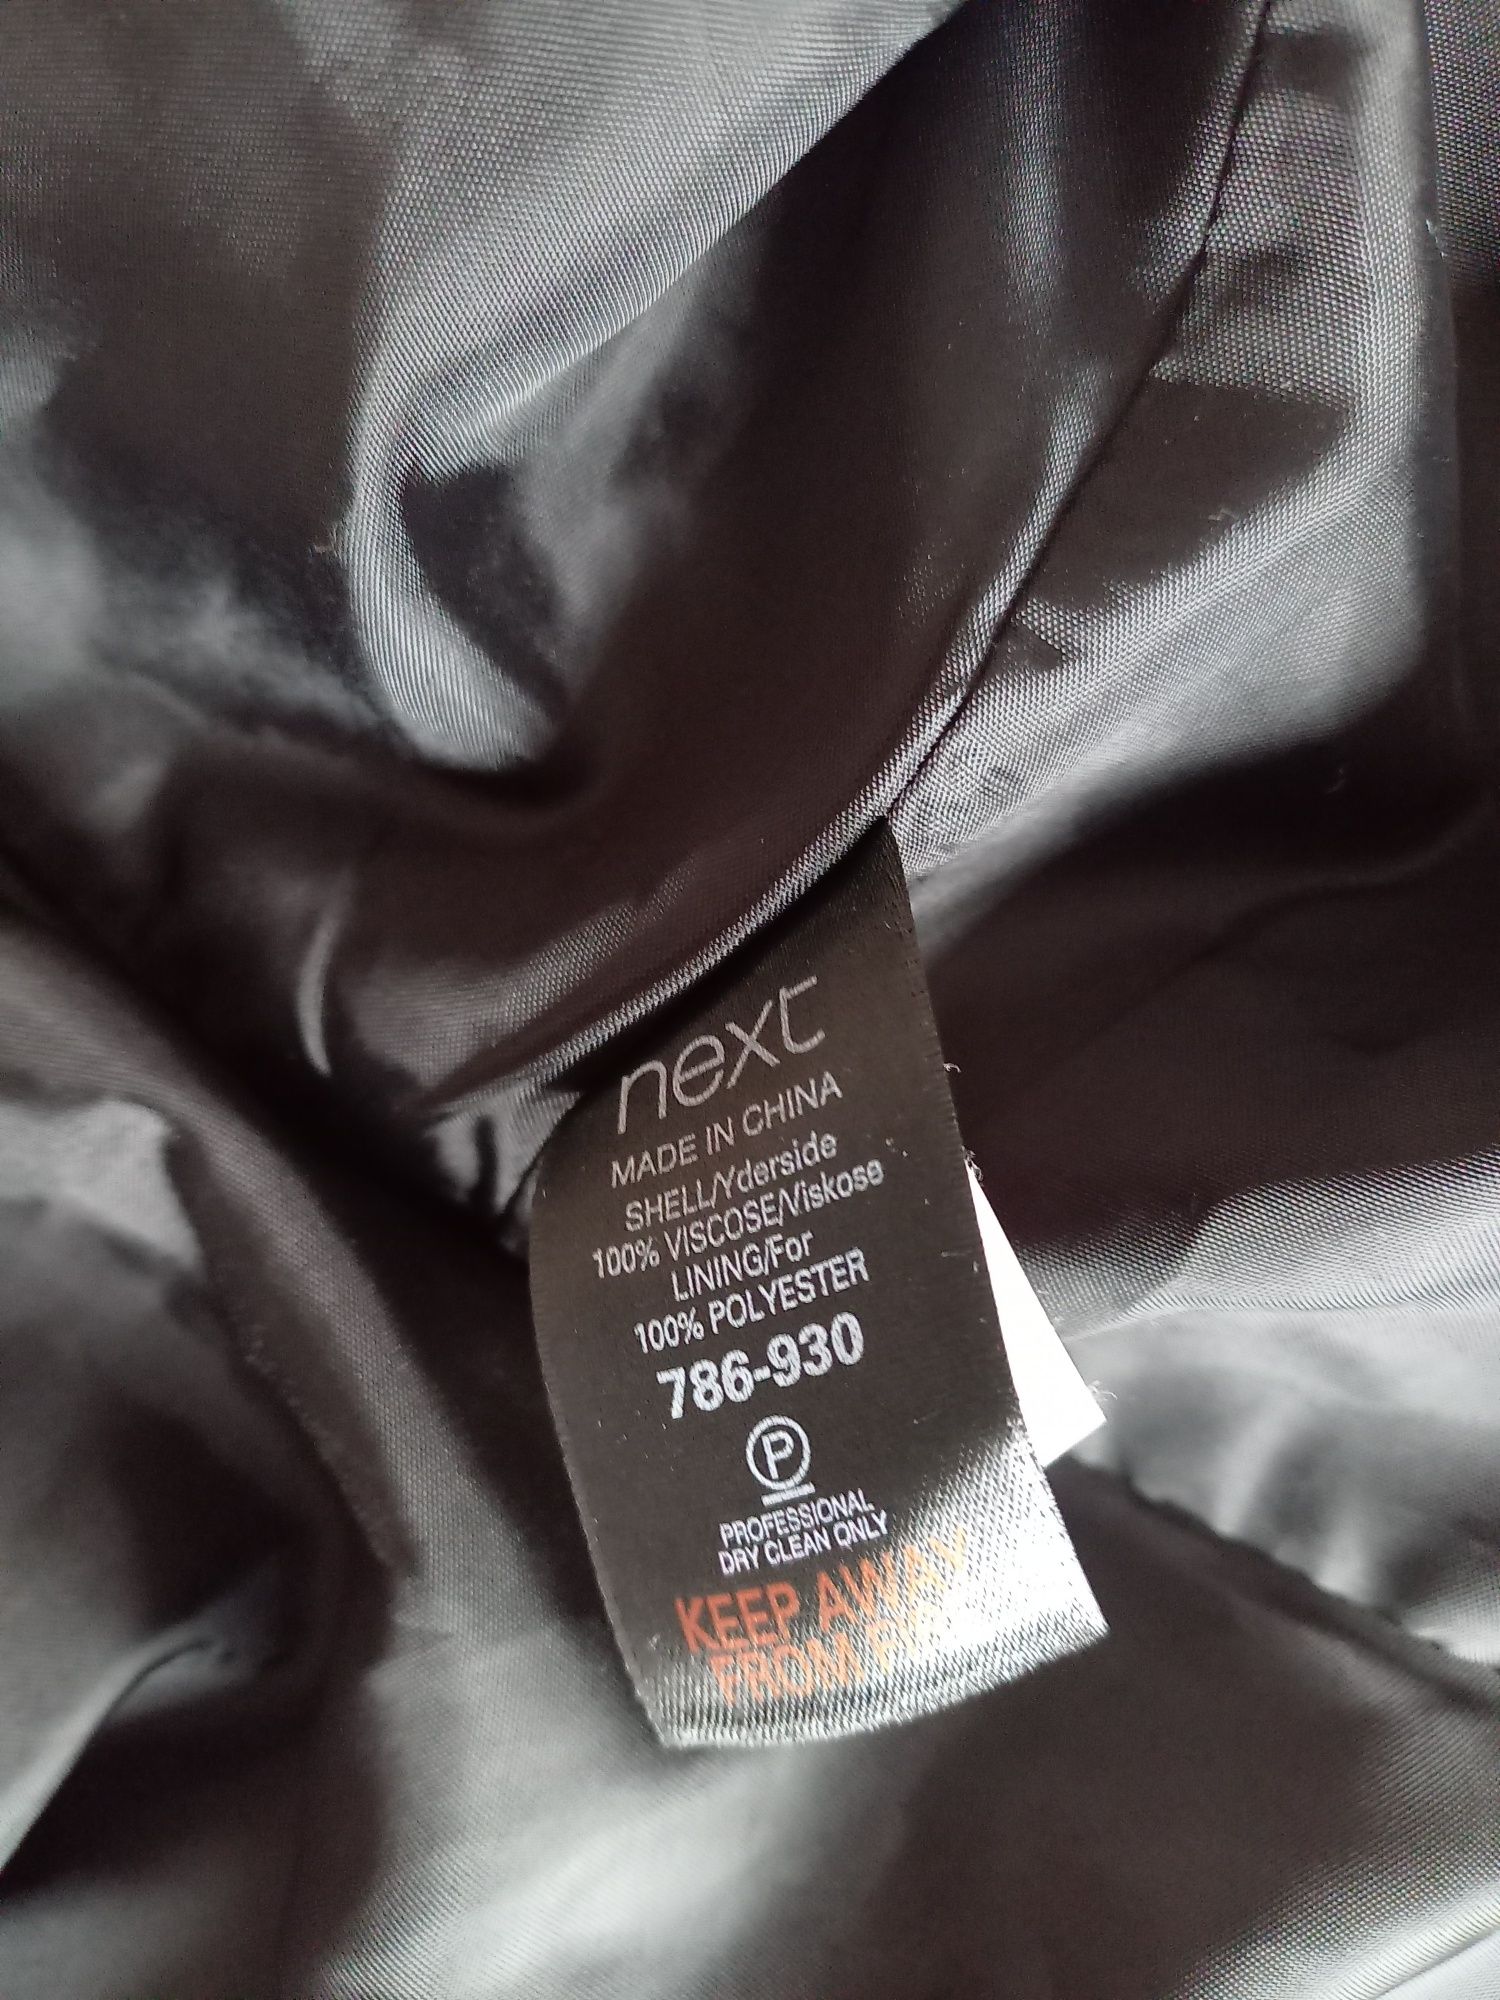 next
MADE IN CHINA
SHELL/Yderside
100% VISCOSE/Viskose
LINING/For
100% POLYESTER
786-930
P
PROFESSIONAL
DRY CLEAN ONLY
KEEP AWAY
FROM